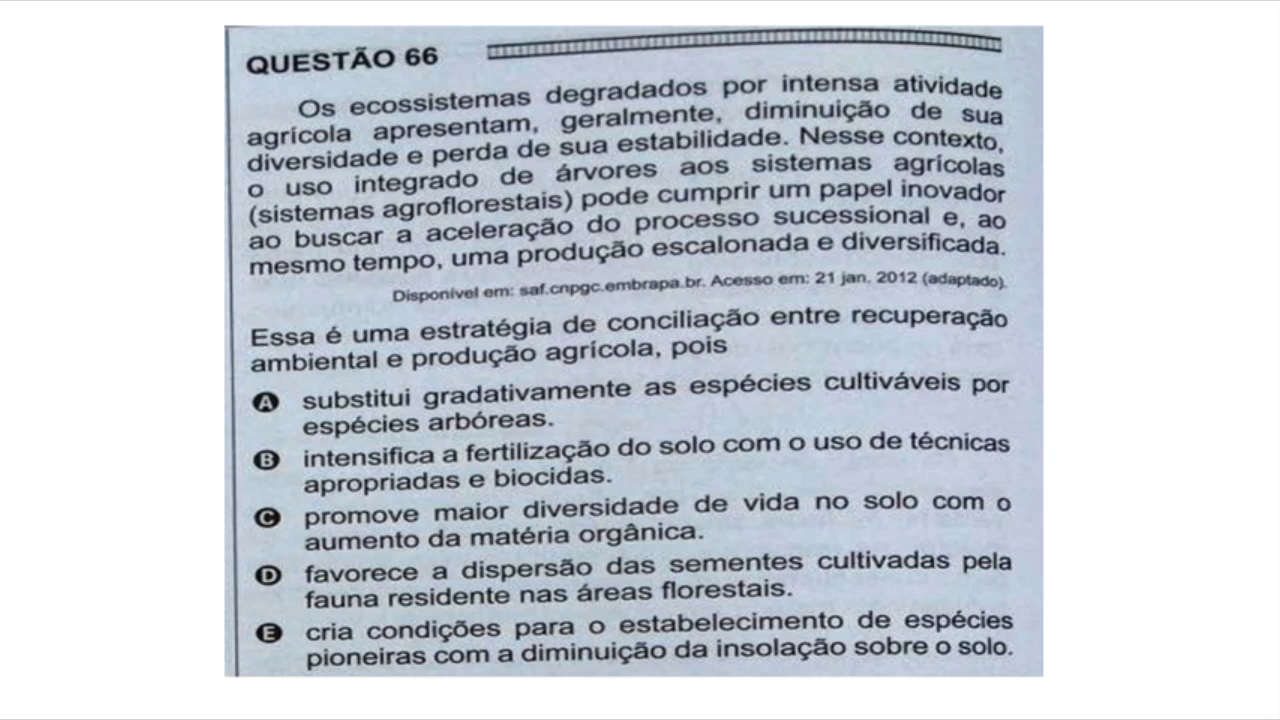 QUESTÃO 66
Os ecossistemas degradados por intensa atividade
agrícola apresentam, geralmente, diminuição de sua
diversidade e perda de sua estabilidade. Nesse contexto,
o uso integrado de árvores aos sistemas agrícolas
(sistemas agroflorestais) pode cumprir um papel inovador
ao buscar a aceleração do processo sucessional e, ao
mesmo tempo, uma produção escalonada e diversificada.
Disponível em: saf.cnpgc.embrapa.br. Acesso em: 21 jan. 2012 (adaptado).
Essa é uma estratégia de conciliação entre recuperação
ambiental e produção agrícola, pois
A substitui gradativamente as espécies cultiváveis por
espécies arbóreas.
B intensifica a fertilização do solo com o uso de técnicas
apropriadas e biocidas.
C promove maior diversidade de vida no solo com o
aumento da matéria orgânica.
D favorece a dispersão das sementes cultivadas pela
fauna residente nas áreas florestais.
E cria condições para o estabelecimento de espécies
pioneiras com a diminuição da insolação sobre o solo.